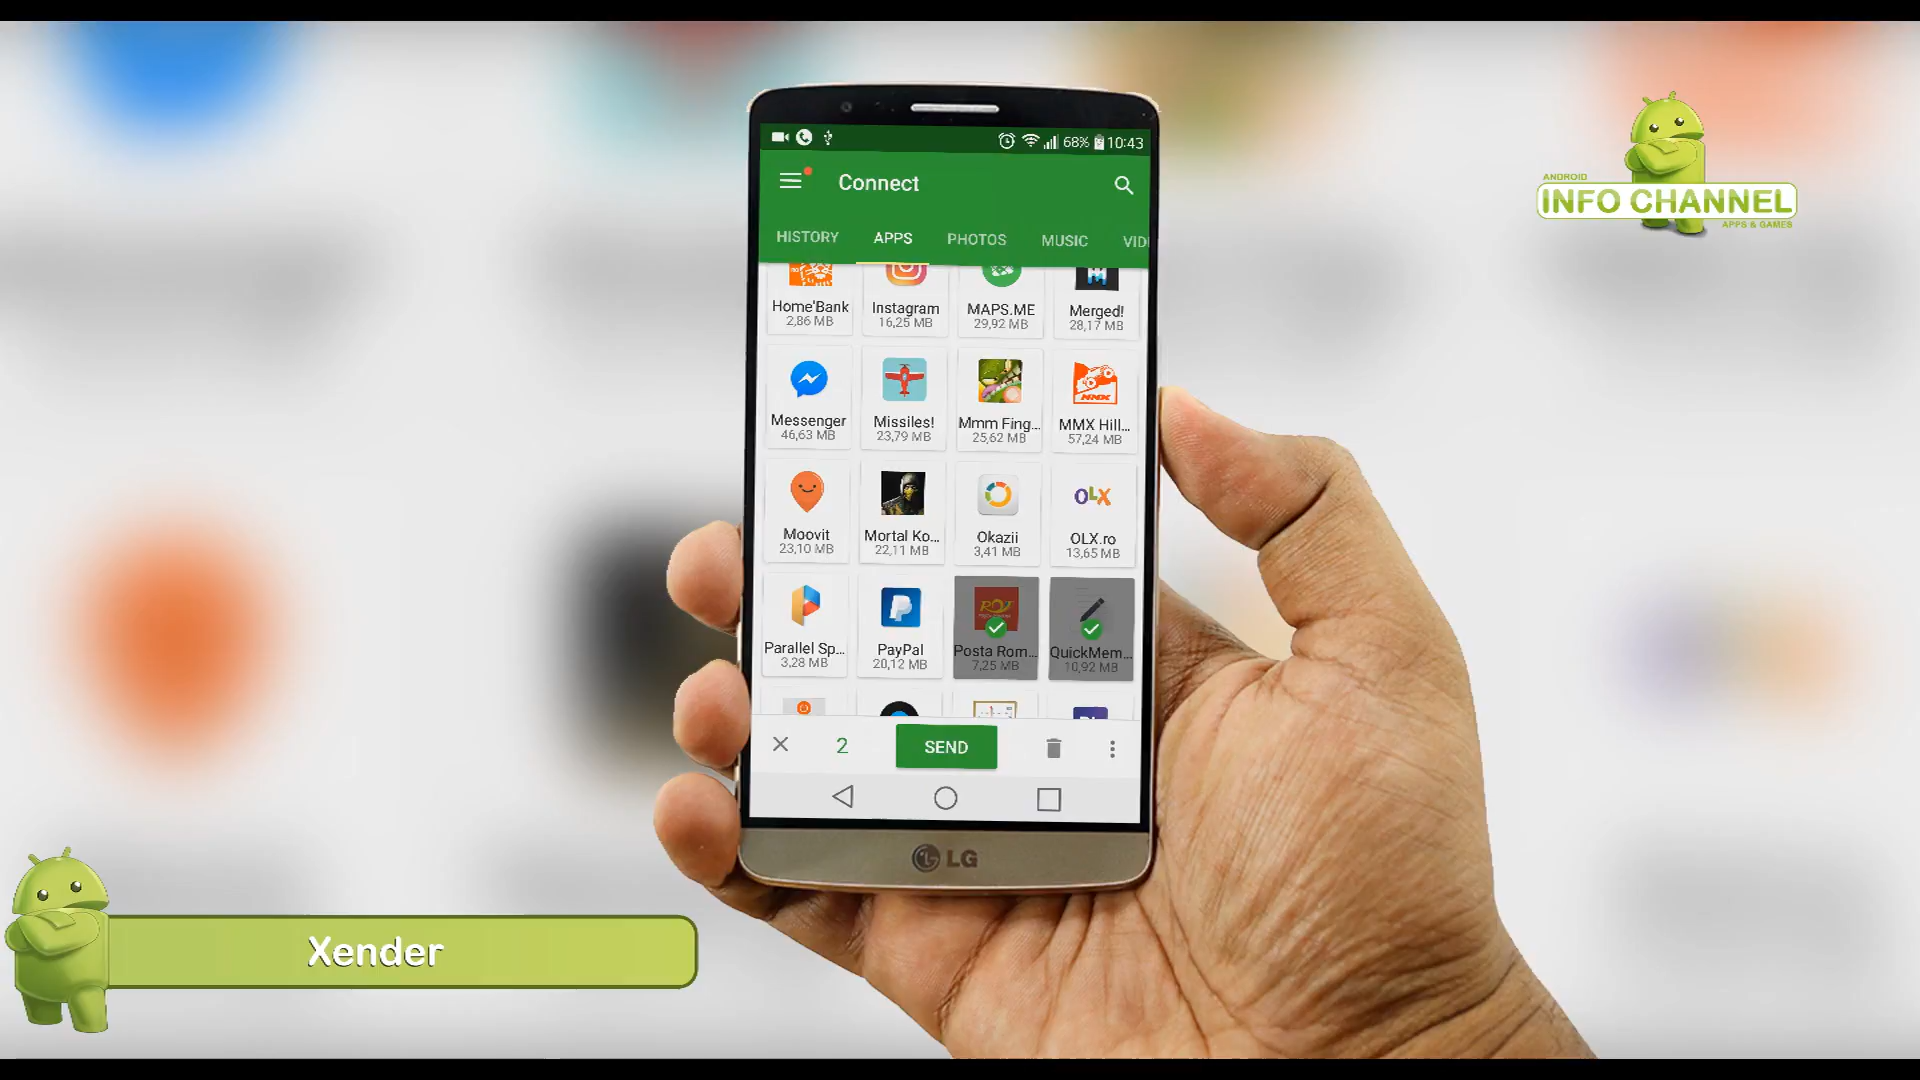 ANDROID
INFO CHANNEL
APPS & GAMES
68% 10:43
Connect
HISTORY APPS PHOTOS MUSIC VID
Home'Bank Instagram MAPS.ME Merged!
2,86 MB 16,25 MB 29,92 MB 28,17 MB
Messenger Missiles! Mmm Fing... MMX Hill...
46,63 MB 23,79 MB 25,62 MB 57,24 MB
Moovit Mortal Ko... Okazii OLX.ro
23,10 MB 22,11 MB 3,41 MB 13,65 MB
Parallel Sp... PayPal Posta Rom... QuickMem...
3,28 MB 20,12 MB 7,25 MB 10,92 MB
2 SEND
LG
Xender